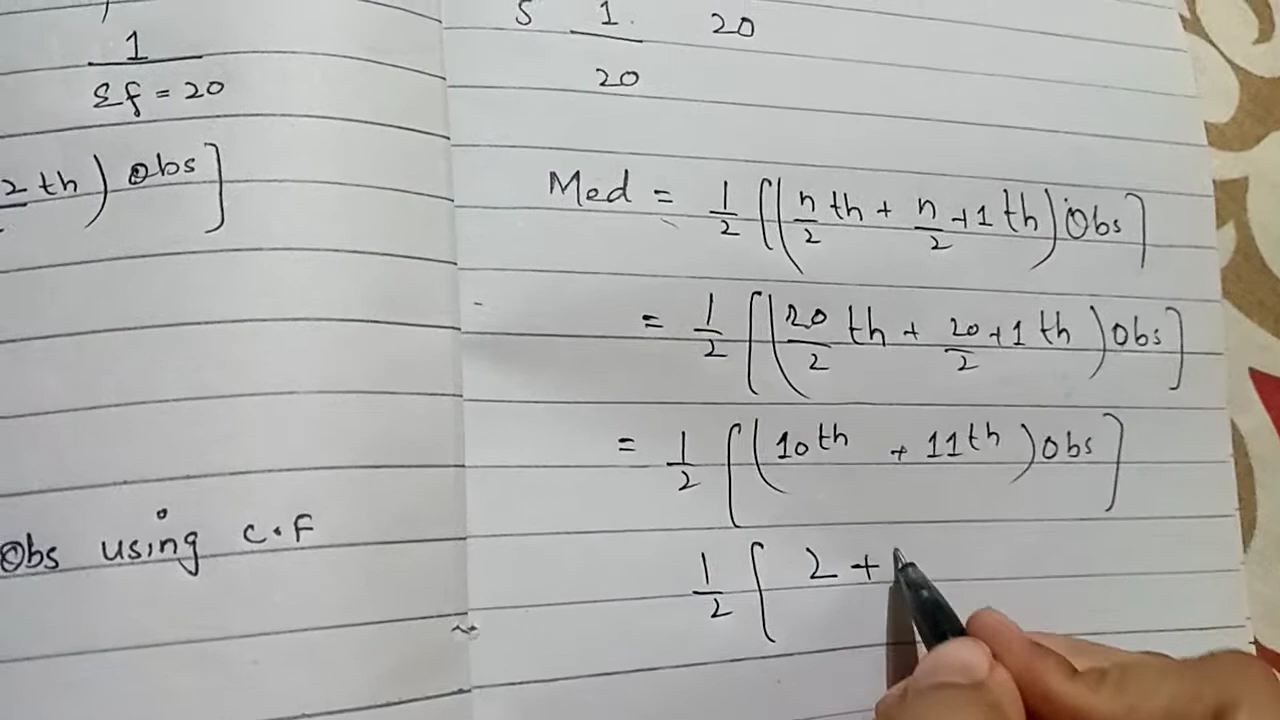 1
Σf = 20
2 th) Obs]
Obs using C.F
5 1 20
20
Med = 1/2 [(n/2 th + n/2 +1 th) Obs]
= 1/2 [(20/2 th + 20/2 +1 th) Obs]
= 1/2 [(10th + 11th) Obs]
1/2 [ 2 +